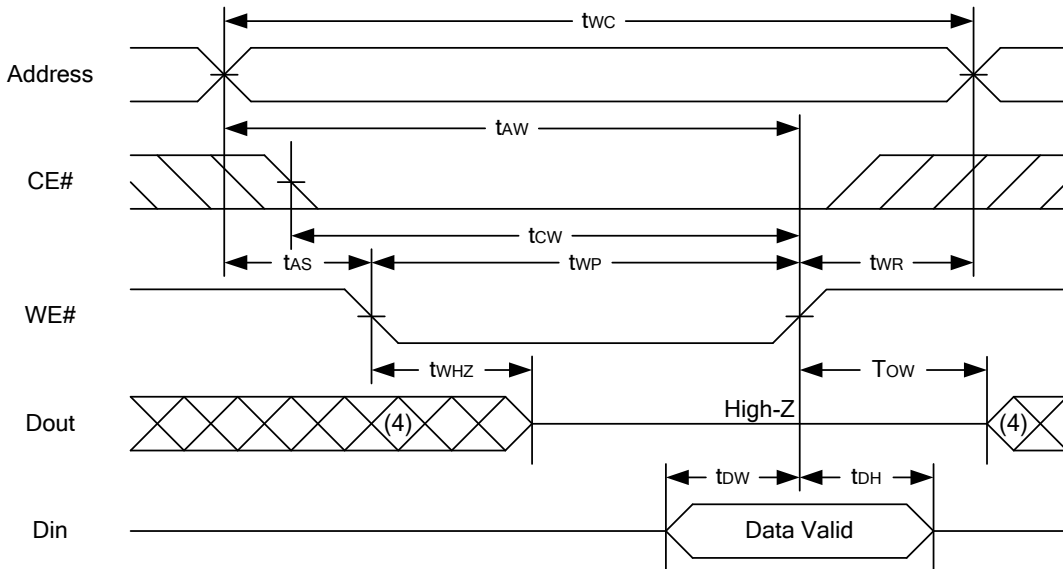 tWC
Address
tAW
CE#
tCW
tAS tWP tWR
WE#
tWHZ TOW
High-Z
Dout (4) (4)
tDW tDH
Din Data Valid